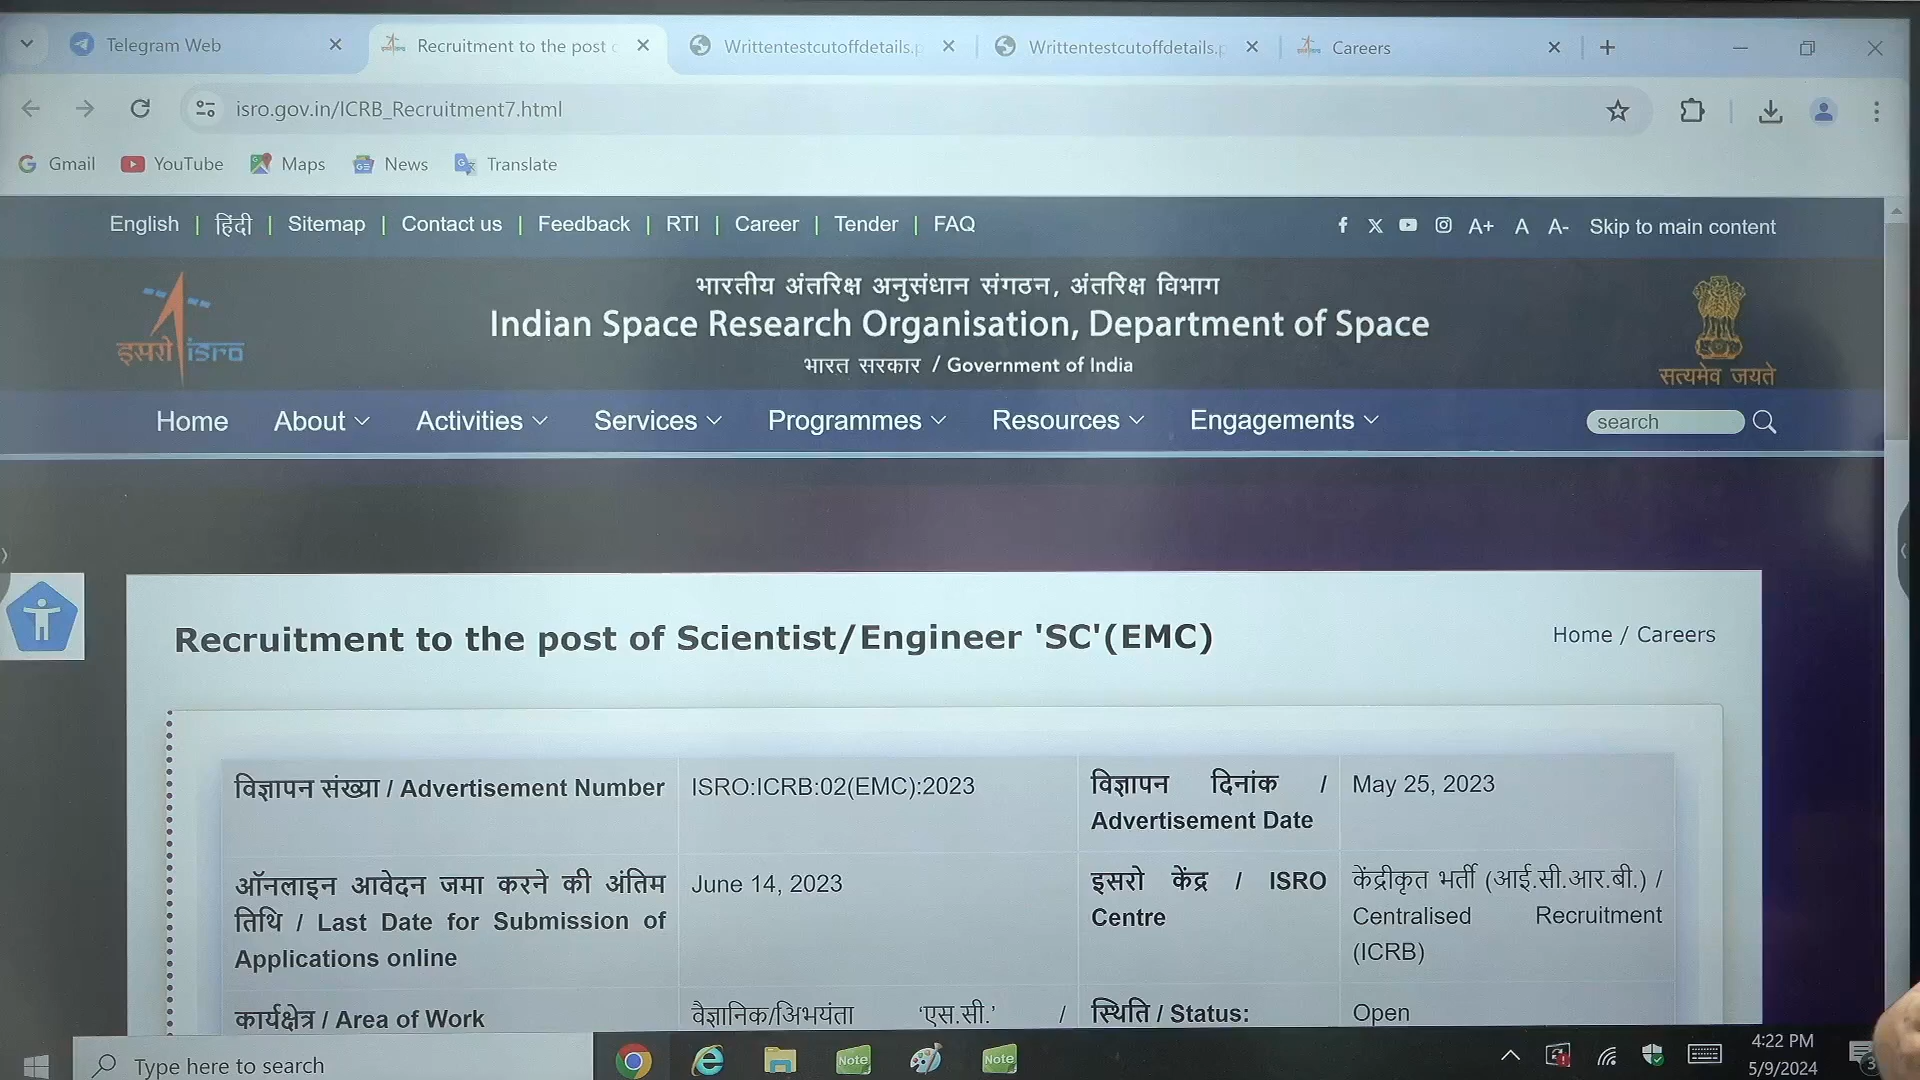 Telegram Web
Recruitment to the post
Writtentestcutoffdetails.p
Writtentestcutoffdetails.p
Careers
isro.gov.in/ICRB_Recruitment7.html
Gmail YouTube Maps News Translate
English | हिंदी | Sitemap | Contact us | Feedback | RTI | Career | Tender | FAQ
A+ A A- Skip to main content
भारतीय अंतरिक्ष अनुसंधान संगठन, अंतरिक्ष विभाग
Indian Space Research Organisation, Department of Space
भारत सरकार / Government of India
इसरो isro
सत्यमेव जयते
Home About Activities Services Programmes Resources Engagements
search
Recruitment to the post of Scientist/Engineer 'SC'(EMC)
Home / Careers
विज्ञापन संख्या / Advertisement Number
ISRO:ICRB:02(EMC):2023
विज्ञापन दिनांक /
Advertisement Date
May 25, 2023
ऑनलाइन आवेदन जमा करने की अंतिम
तिथि / Last Date for Submission of
Applications online
June 14, 2023
इसरो केंद्र / ISRO
Centre
केंद्रीकृत भर्ती (आई.सी.आर.बी.) /
Centralised Recruitment
(ICRB)
कार्यक्षेत्र / Area of Work
वैज्ञानिक/अभियंता ‘एस.सी.’ /
स्थिति / Status:
Open
Type here to search
Note
Note
4:22 PM
5/9/2024
3